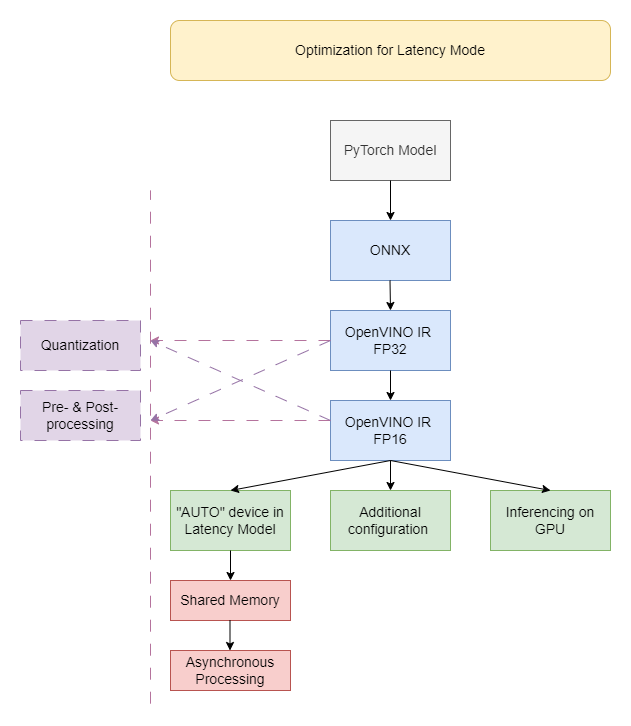 Optimization for Latency Mode
PyTorch Model
ONNX
OpenVINO IR
FP32
Quantization
Pre- & Post-
processing
OpenVINO IR
FP16
"AUTO" device in
Latency Model
Additional
configuration
Inferencing on
GPU
Shared Memory
Asynchronous
Processing